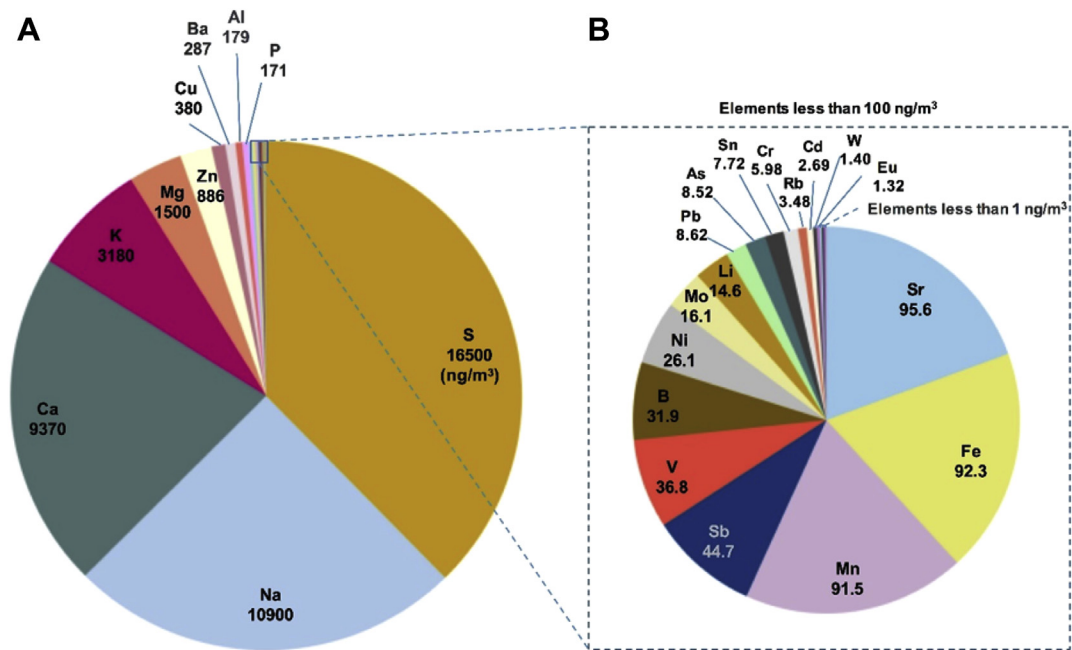 A
B
Al
179
Ba
287
P
171
Cu
380
Zn
886
Mg
1500
K
3180
Ca
9370
Na
10900
S
16500
(ng/m³)
Elements less than 100 ng/m³
W
1.40
Cd
2.69
Eu
1.32
Sn
7.72
Cr
5.98
Rb
3.48
As
8.52
Pb
8.62
Elements less than 1 ng/m³
Li
14.6
Mo
16.1
Ni
26.1
B
31.9
V
36.8
Sb
44.7
Mn
91.5
Fe
92.3
Sr
95.6